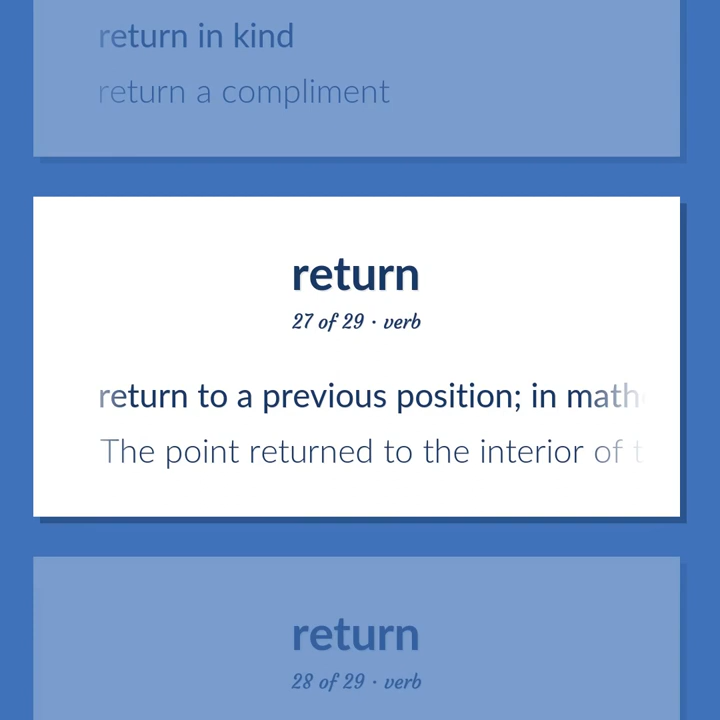 return in kind
return a compliment
return
27 of 29 · verb
return to a previous position; in math
The point returned to the interior of
return
28 of 29 · verb